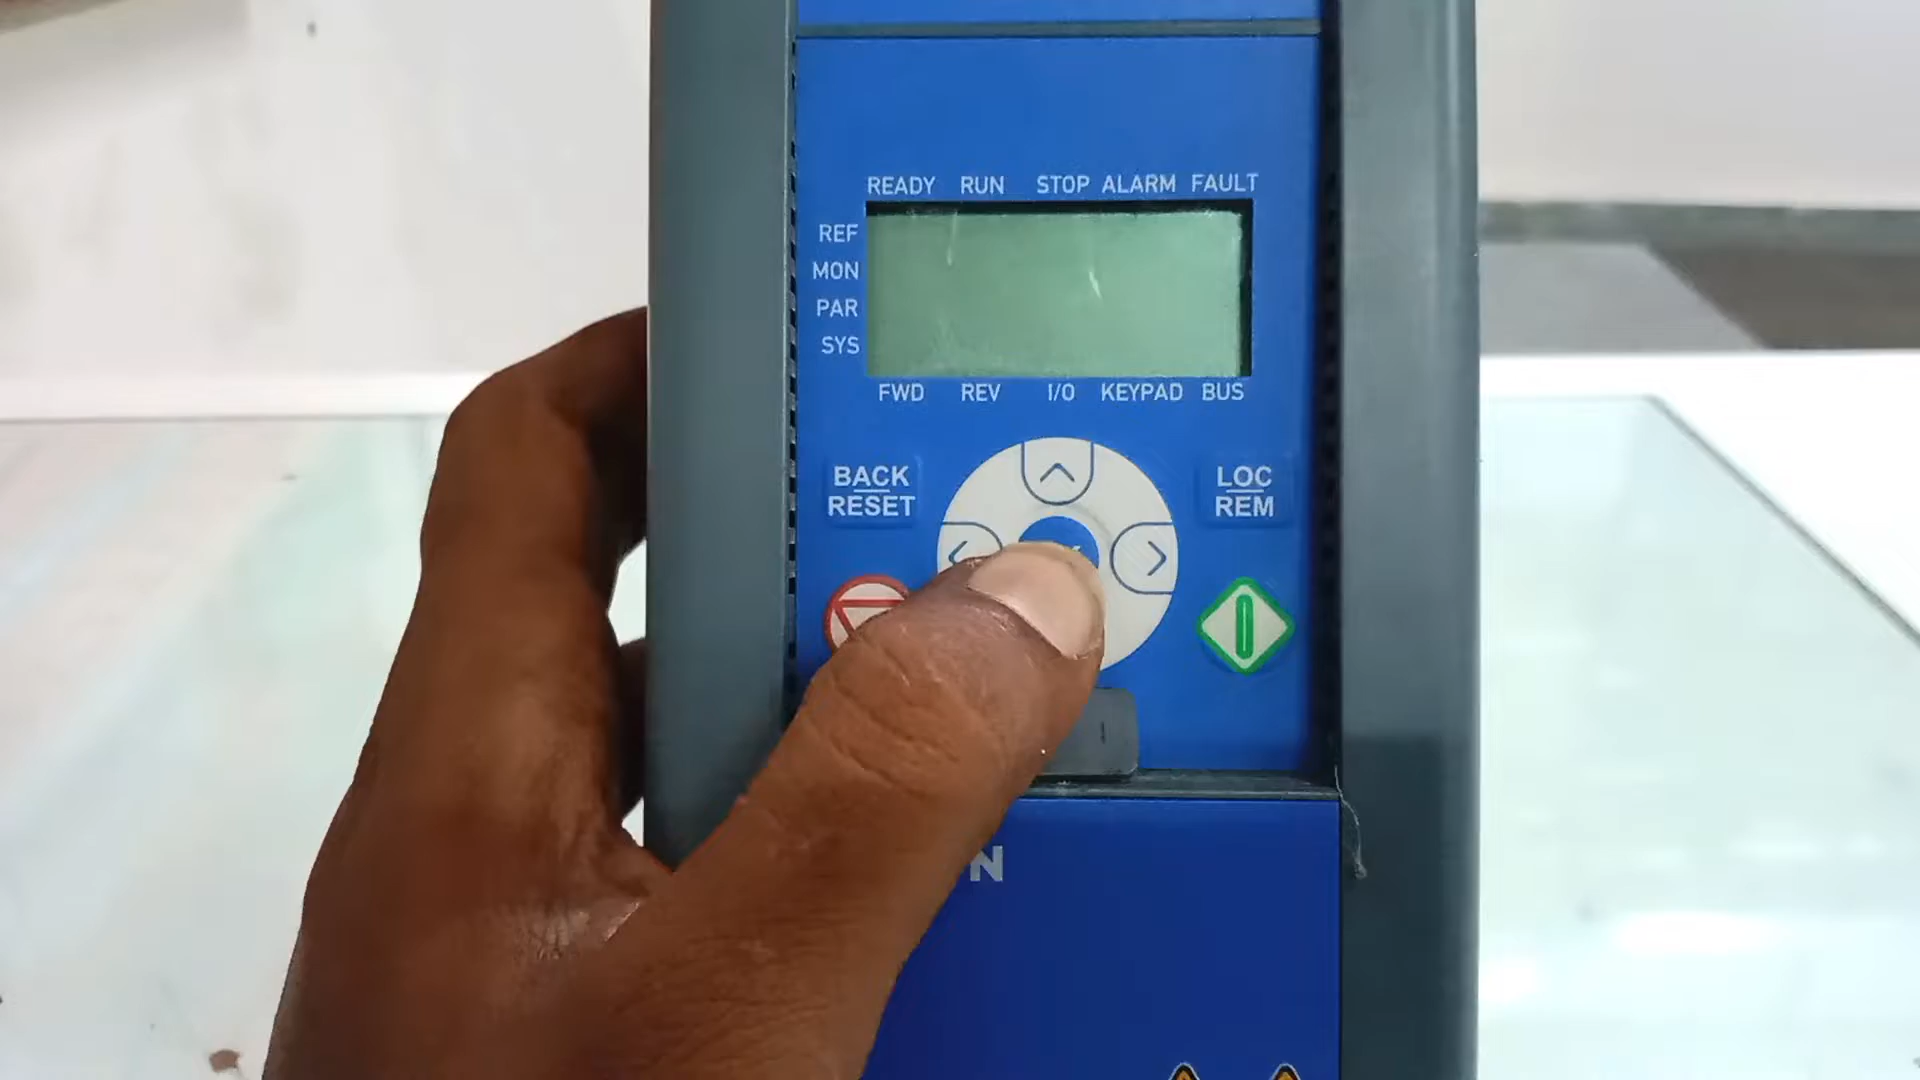 READY RUN STOP ALARM FAULT
REF
MON
PAR
SYS
FWD REV I/O KEYPAD BUS
BACK
RESET
LOC
REM
N